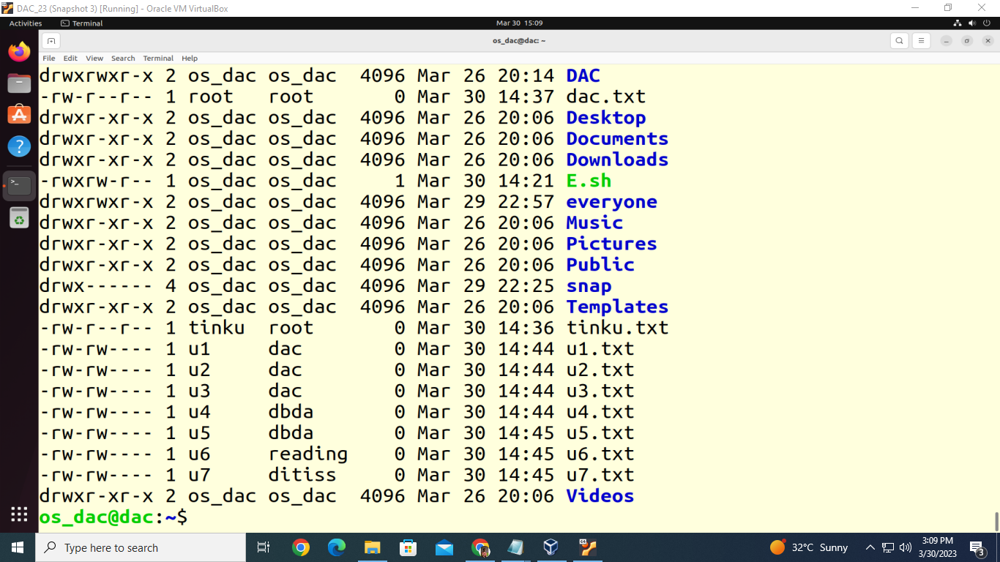 DAC_23 (Snapshot 3) [Running] - Oracle VM VirtualBox
Activities Terminal Mar 30 15:09
os_dac@dac: ~
File Edit View Search Terminal Help
drwxrwxr-x 2 os_dac os_dac  4096 Mar 26 20:14 DAC
-rw-r--r-- 1 root   root       0 Mar 30 14:37 dac.txt
drwxr-xr-x 2 os_dac os_dac  4096 Mar 26 20:06 Desktop
drwxr-xr-x 2 os_dac os_dac  4096 Mar 26 20:06 Documents
drwxr-xr-x 2 os_dac os_dac  4096 Mar 26 20:06 Downloads
-rwxrw-r-- 1 os_dac os_dac     1 Mar 30 14:21 E.sh
drwxrwxr-x 2 os_dac os_dac  4096 Mar 29 22:57 everyone
drwxr-xr-x 2 os_dac os_dac  4096 Mar 26 20:06 Music
drwxr-xr-x 2 os_dac os_dac  4096 Mar 26 20:06 Pictures
drwxr-xr-x 2 os_dac os_dac  4096 Mar 26 20:06 Public
drwx------ 4 os_dac os_dac  4096 Mar 29 22:25 snap
drwxr-xr-x 2 os_dac os_dac  4096 Mar 26 20:06 Templates
-rw-r--r-- 1 tinku  root       0 Mar 30 14:36 tinku.txt
-rw-rw---- 1 u1     dac        0 Mar 30 14:44 u1.txt
-rw-rw---- 1 u2     dac        0 Mar 30 14:44 u2.txt
-rw-rw---- 1 u3     dac        0 Mar 30 14:44 u3.txt
-rw-rw---- 1 u4     dbda       0 Mar 30 14:44 u4.txt
-rw-rw---- 1 u5     dbda       0 Mar 30 14:45 u5.txt
-rw-rw---- 1 u6     reading    0 Mar 30 14:45 u6.txt
-rw-rw---- 1 u7     ditiss     0 Mar 30 14:45 u7.txt
drwxr-xr-x 2 os_dac os_dac  4096 Mar 26 20:06 Videos
os_dac@dac:~$
Type here to search 32°C Sunny 3:09 PM
3/30/2023 3